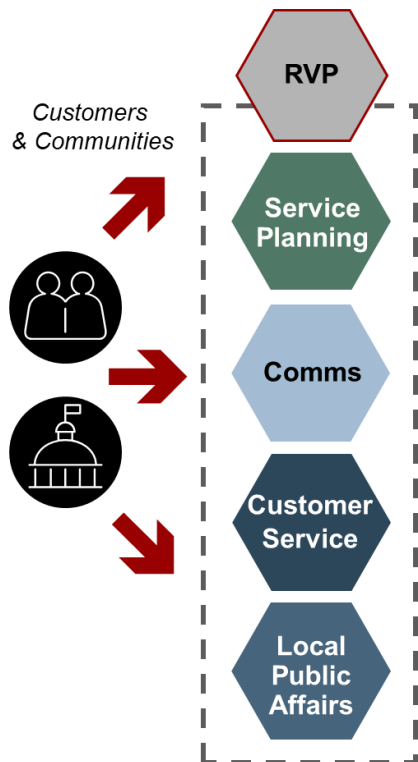 RVP
Customers
& Communities
Service
Planning
Comms
Customer
Service
Local
Public
Affairs